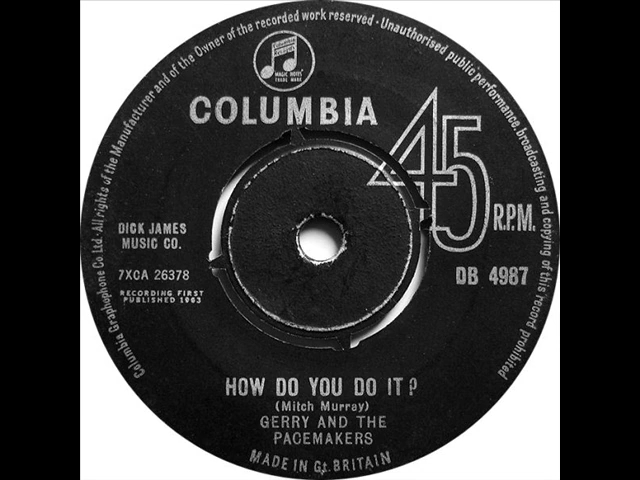 Columbia Graphophone Co. Ltd. · All rights of the Manufacturer and of the Owner of the recorded work reserved · Unauthorised public performance, broadcasting and copying of this record prohibited
MAGIC NOTES
TRADE MARK
COLUMBIA
45
R.P.M.
DICK JAMES
MUSIC CO.
7XCA 26378
DB 4987
RECORDING FIRST
PUBLISHED 1963
HOW DO YOU DO IT?
(Mitch Murray)
GERRY AND THE
PACEMAKERS
MADE IN Gt. BRITAIN